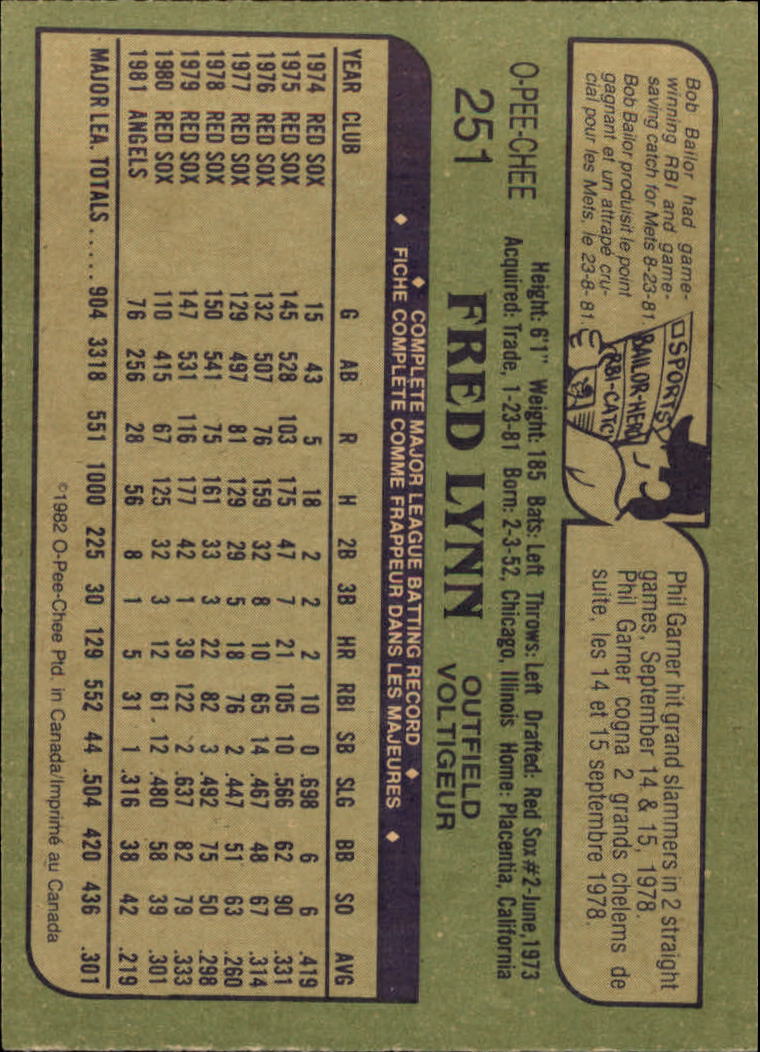 Bob Bailor had game-
winning RBI and game-
saving catch for Mets 8-23-81.
Bob Bailor produisit le point
gagnant et un attrapé cru-
cial pour les Mets, le 23-8-81.
SPORTS
BAILOR-HERO
RBI-CATCH
Phil Garner hit grand slammers in 2 straight
games, September 14 & 15, 1978.
Phil Garner cogna 2 grands chelems de
suite, les 14 et 15 septembre 1978.
O-PEE-CHEE
251
Height: 6'1" Weight: 185 Bats: Left Throws: Left Drafted: Red Sox #2-June, 1973
Acquired: Trade, 1-23-81 Born: 2-3-52, Chicago, Illinois Home: Placentia, California
FRED LYNN
OUTFIELD
VOLTIGEUR
♦ COMPLETE MAJOR LEAGUE BATTING RECORD ♦
♦ FICHE COMPLÈTE COMME FRAPPEUR DANS LES MAJEURES ♦
YEAR CLUB G AB R H 2B 3B HR RBI SB SLG BB SO AVG
1974 RED SOX 15 43 5 18 2 2 2 10 0 .698 6 6 .419
1975 RED SOX 145 528 103 175 47 7 21 105 10 .566 62 90 .331
1976 RED SOX 132 507 76 159 32 8 10 65 14 .467 48 67 .314
1977 RED SOX 129 497 81 129 29 5 18 76 2 .447 51 63 .260
1978 RED SOX 150 541 75 161 33 3 22 82 3 .492 75 50 .298
1979 RED SOX 147 531 116 177 42 1 39 122 2 .637 82 79 .333
1980 RED SOX 110 415 67 125 32 3 12 61 12 .480 58 39 .301
1981 ANGELS 76 256 28 56 8 1 5 31 1 .316 38 42 .219
MAJOR LEA. TOTALS ..... 904 3318 551 1000 225 30 129 552 44 .504 420 436 .301
©1982 O-Pee-Chee Ptd. in Canada/Imprimé au Canada